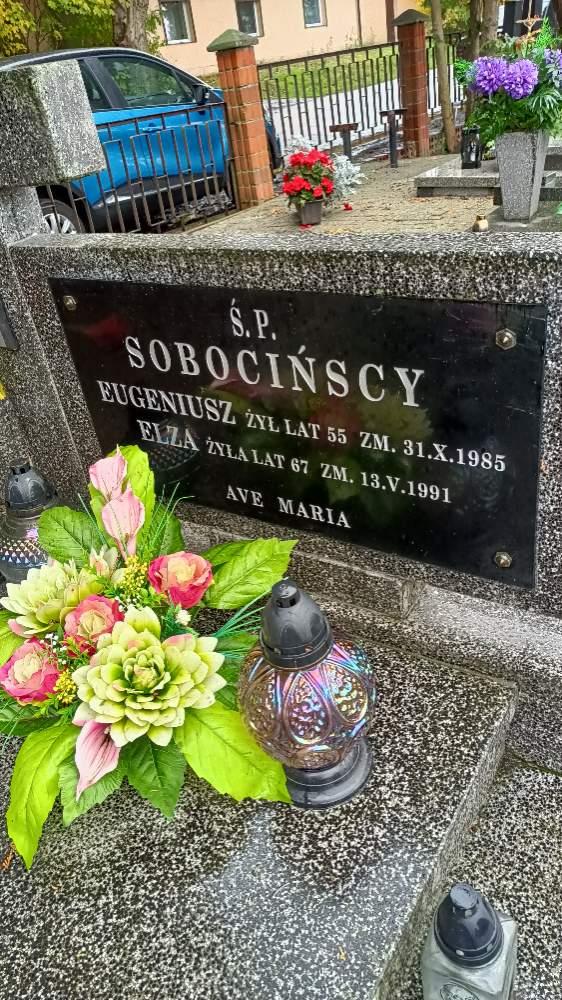 Ś.P.
SOBOCIŃSCY
EUGENIUSZ ŻYŁ LAT 55 ZM. 31.X.1985
ELZA ŻYŁA LAT 67 ZM. 13.V.1991
AVE MARIA